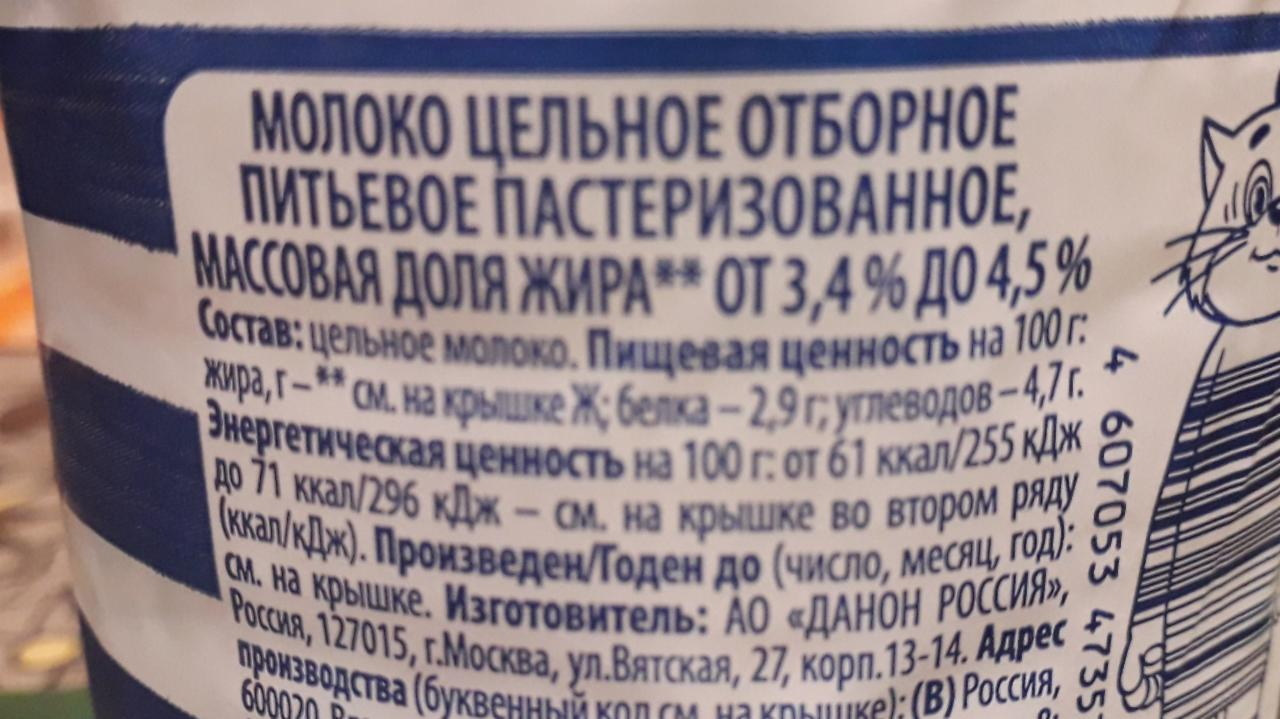 МОЛОКО ЦЕЛЬНОЕ ОТБОРНОЕ
ПИТЬЕВОЕ ПАСТЕРИЗОВАННОЕ,
МАССОВАЯ ДОЛЯ ЖИРА** ОТ 3,4 % ДО 4,5 %
Состав: цельное молоко. Пищевая ценность на 100 г:
жира, г – ** см. на крышке Ж; белка – 2,9 г; углеводов – 4,7 г.
Энергетическая ценность на 100 г: от 61 ккал/255 кДж
до 71 ккал/296 кДж – см. на крышке во втором ряду
(ккал/кДж). Произведен/Годен до (число, месяц, год):
см. на крышке. Изготовитель: АО «ДАНОН РОССИЯ»,
Россия, 127015, г.Москва, ул.Вятская, 27, корп.13-14. Адрес
производства (буквенный код см. на крышке): (В) Россия,
600020
4 607053 4735